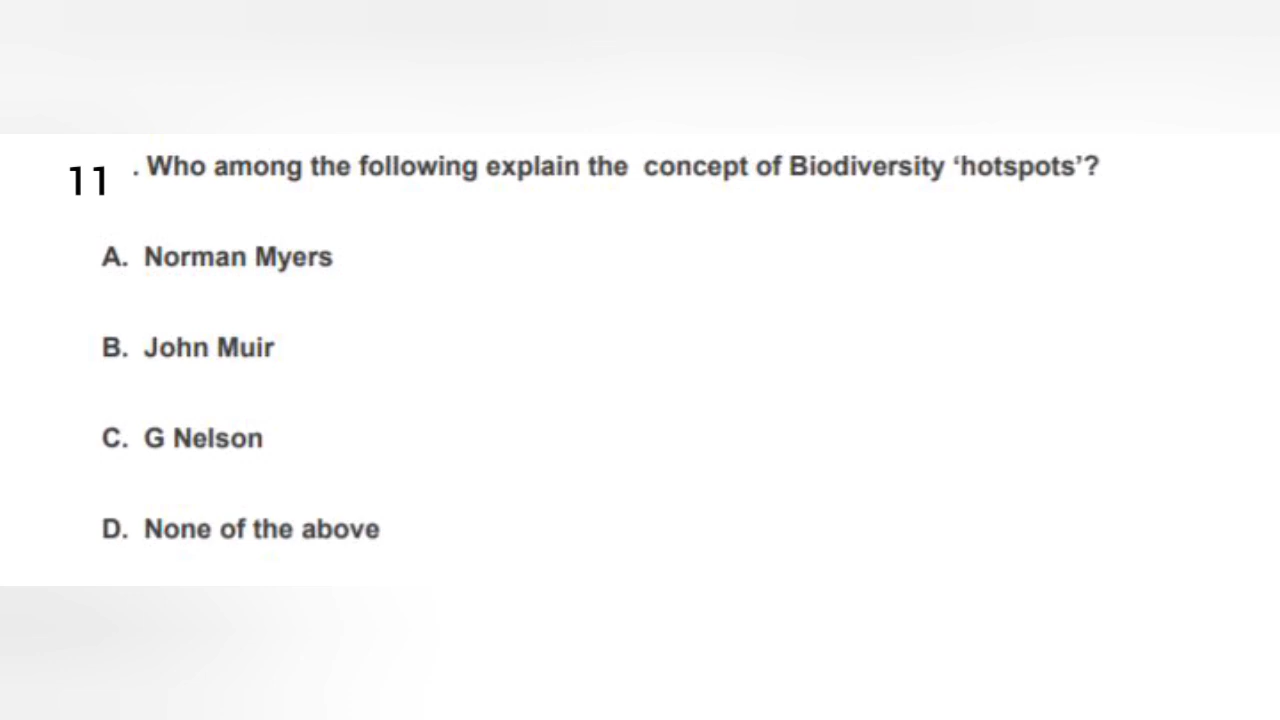 11 . Who among the following explain the concept of Biodiversity ‘hotspots’?
A. Norman Myers
B. John Muir
C. G Nelson
D. None of the above